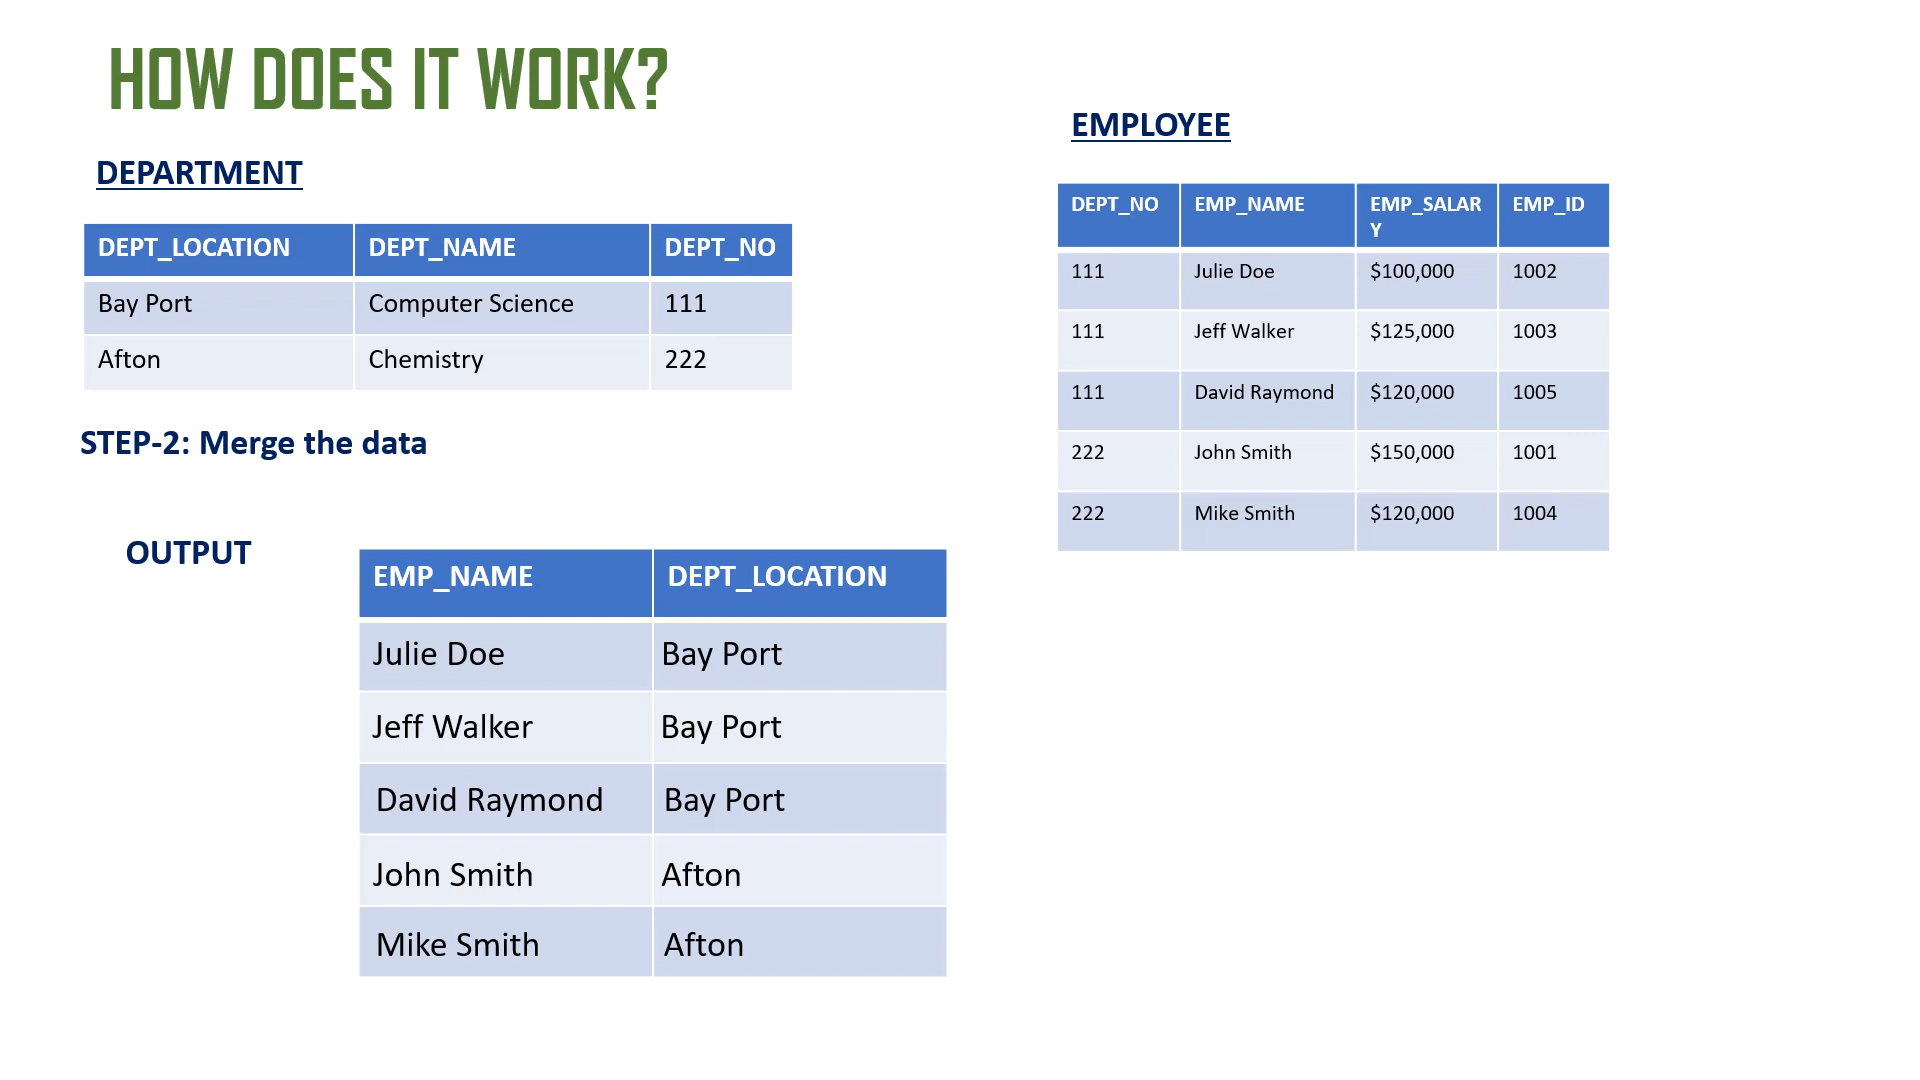 HOW DOES IT WORK?
DEPARTMENT
DEPT_LOCATION DEPT_NAME DEPT_NO
Bay Port Computer Science 111
Afton Chemistry 222
EMPLOYEE
DEPT_NO EMP_NAME EMP_SALAR EMP_ID
Y
111 Julie Doe $100,000 1002
111 Jeff Walker $125,000 1003
111 David Raymond $120,000 1005
222 John Smith $150,000 1001
222 Mike Smith $120,000 1004
STEP-2: Merge the data
OUTPUT
EMP_NAME DEPT_LOCATION
Julie Doe Bay Port
Jeff Walker Bay Port
David Raymond Bay Port
John Smith Afton
Mike Smith Afton